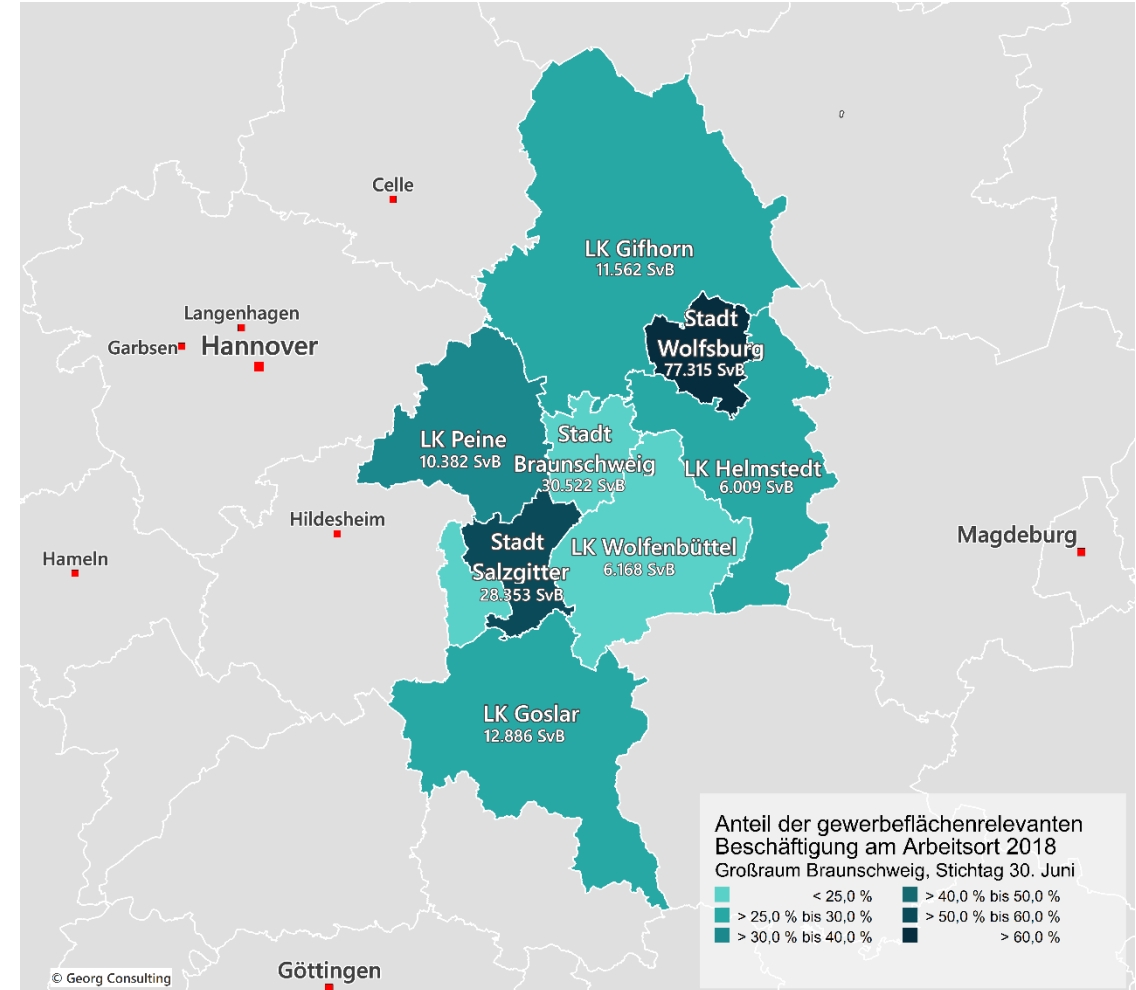 0
Celle
LK Gifhorn
11.562 SvB
Langenhagen
Garbsen
Hannover
Stadt
Wolfsburg
77.315 SvB
LK Peine
10.382 SvB
Stadt
Braunschweig
30.522 SvB
LK Helmstedt
6.009 SvB
Hildesheim
Magdeburg
Hameln
Stadt
Salzgitter
28.353 SvB
LK Wolfenbüttel
6.168 SvB
LK Goslar
12.886 SvB
Anteil der gewerbeflächenrelevanten
Beschäftigung am Arbeitsort 2018
Großraum Braunschweig, Stichtag 30. Juni
< 25,0 %
> 25,0 % bis 30,0 %
> 30,0 % bis 40,0 %
> 40,0 % bis 50,0 %
> 50,0 % bis 60,0 %
> 60,0 %
Göttingen
© Georg Consulting